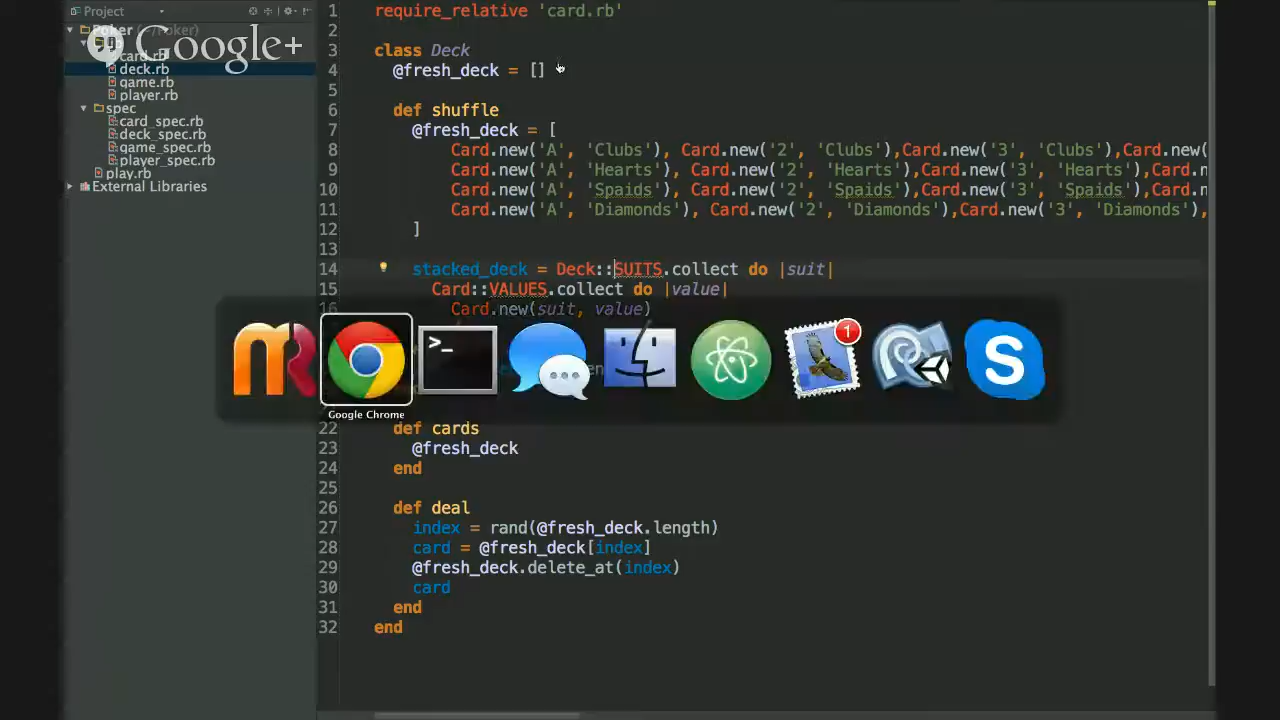 Project
Poker (~/Poker)
Google+
card.rb
deck.rb
game.rb
player.rb
spec
card_spec.rb
deck_spec.rb
game_spec.rb
player_spec.rb
play.rb
External Libraries
1 require_relative 'card.rb'
2
3 class Deck
4 @fresh_deck = []
5
6 def shuffle
7 @fresh_deck = [
8 Card.new('A', 'Clubs'), Card.new('2', 'Clubs'),Card.new('3', 'Clubs'),Card.new(
9 Card.new('A', 'Hearts'), Card.new('2', 'Hearts'),Card.new('3', 'Hearts'),Card.n
10 Card.new('A', 'Spaids'), Card.new('2', 'Spaids'),Card.new('3', 'Spaids'),Card.n
11 Card.new('A', 'Diamonds'), Card.new('2', 'Diamonds'),Card.new('3', 'Diamonds'),
12 ]
13
14 stacked_deck = Deck::SUITS.collect do |suit|
15 Card::VALUES.collect do |value|
16 Card.new(suit, value)
>_
1
S
Google Chrome
22 def cards
23 @fresh_deck
24 end
25
26 def deal
27 index = rand(@fresh_deck.length)
28 card = @fresh_deck[index]
29 @fresh_deck.delete_at(index)
30 card
31 end
32 end